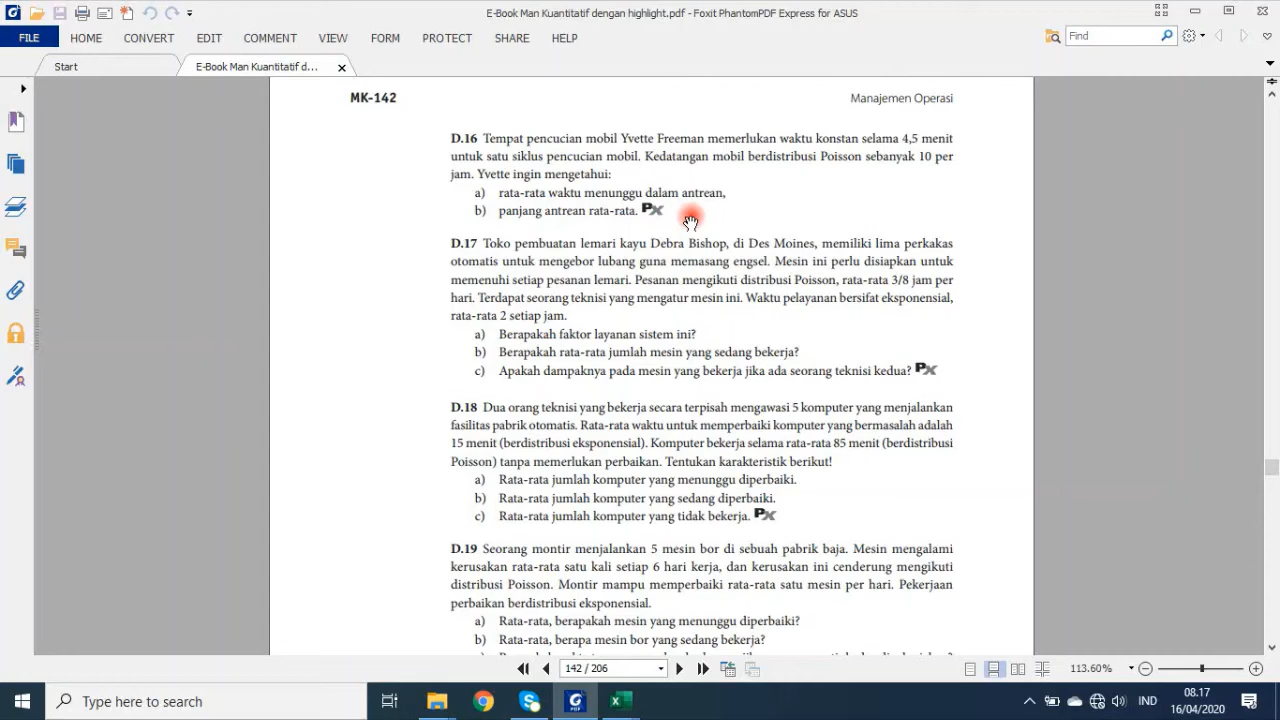 E-Book Man Kuantitatif dengan highlight.pdf - Foxit PhantomPDF Express for ASUS
FILE HOME CONVERT EDIT COMMENT VIEW FORM PROTECT SHARE HELP
Find
Start
E-Book Man Kuantitatif d...
MK-142
Manajemen Operasi
D.16 Tempat pencucian mobil Yvette Freeman memerlukan waktu konstan selama 4,5 menit
untuk satu siklus pencucian mobil. Kedatangan mobil berdistribusi Poisson sebanyak 10 per
jam. Yvette ingin mengetahui:
a) rata-rata waktu menunggu dalam antrean,
b) panjang antrean rata-rata. PX
D.17 Toko pembuatan lemari kayu Debra Bishop, di Des Moines, memiliki lima perkakas
otomatis untuk mengebor lubang guna memasang engsel. Mesin ini perlu disiapkan untuk
memenuhi setiap pesanan lemari. Pesanan mengikuti distribusi Poisson, rata-rata 3/8 jam per
hari. Terdapat seorang teknisi yang mengatur mesin ini. Waktu pelayanan bersifat eksponensial,
rata-rata 2 setiap jam.
a) Berapakah faktor layanan sistem ini?
b) Berapakah rata-rata jumlah mesin yang sedang bekerja?
c) Apakah dampaknya pada mesin yang bekerja jika ada seorang teknisi kedua? PX
D.18 Dua orang teknisi yang bekerja secara terpisah mengawasi 5 komputer yang menjalankan
fasilitas pabrik otomatis. Rata-rata waktu untuk memperbaiki komputer yang bermasalah adalah
15 menit (berdistribusi eksponensial). Komputer bekerja selama rata-rata 85 menit (berdistribusi
Poisson) tanpa memerlukan perbaikan. Tentukan karakteristik berikut!
a) Rata-rata jumlah komputer yang menunggu diperbaiki.
b) Rata-rata jumlah komputer yang sedang diperbaiki.
c) Rata-rata jumlah komputer yang tidak bekerja. PX
D.19 Seorang montir menjalankan 5 mesin bor di sebuah pabrik baja. Mesin mengalami
kerusakan rata-rata satu kali setiap 6 hari kerja, dan kerusakan ini cenderung mengikuti
distribusi Poisson. Montir mampu memperbaiki rata-rata satu mesin per hari. Pekerjaan
perbaikan berdistribusi eksponensial.
a) Rata-rata, berapakah mesin yang menunggu diperbaiki?
b) Rata-rata, berapa mesin bor yang sedang bekerja?
142 / 206
113.60%
Type here to search
IND
08.17
16/04/2020